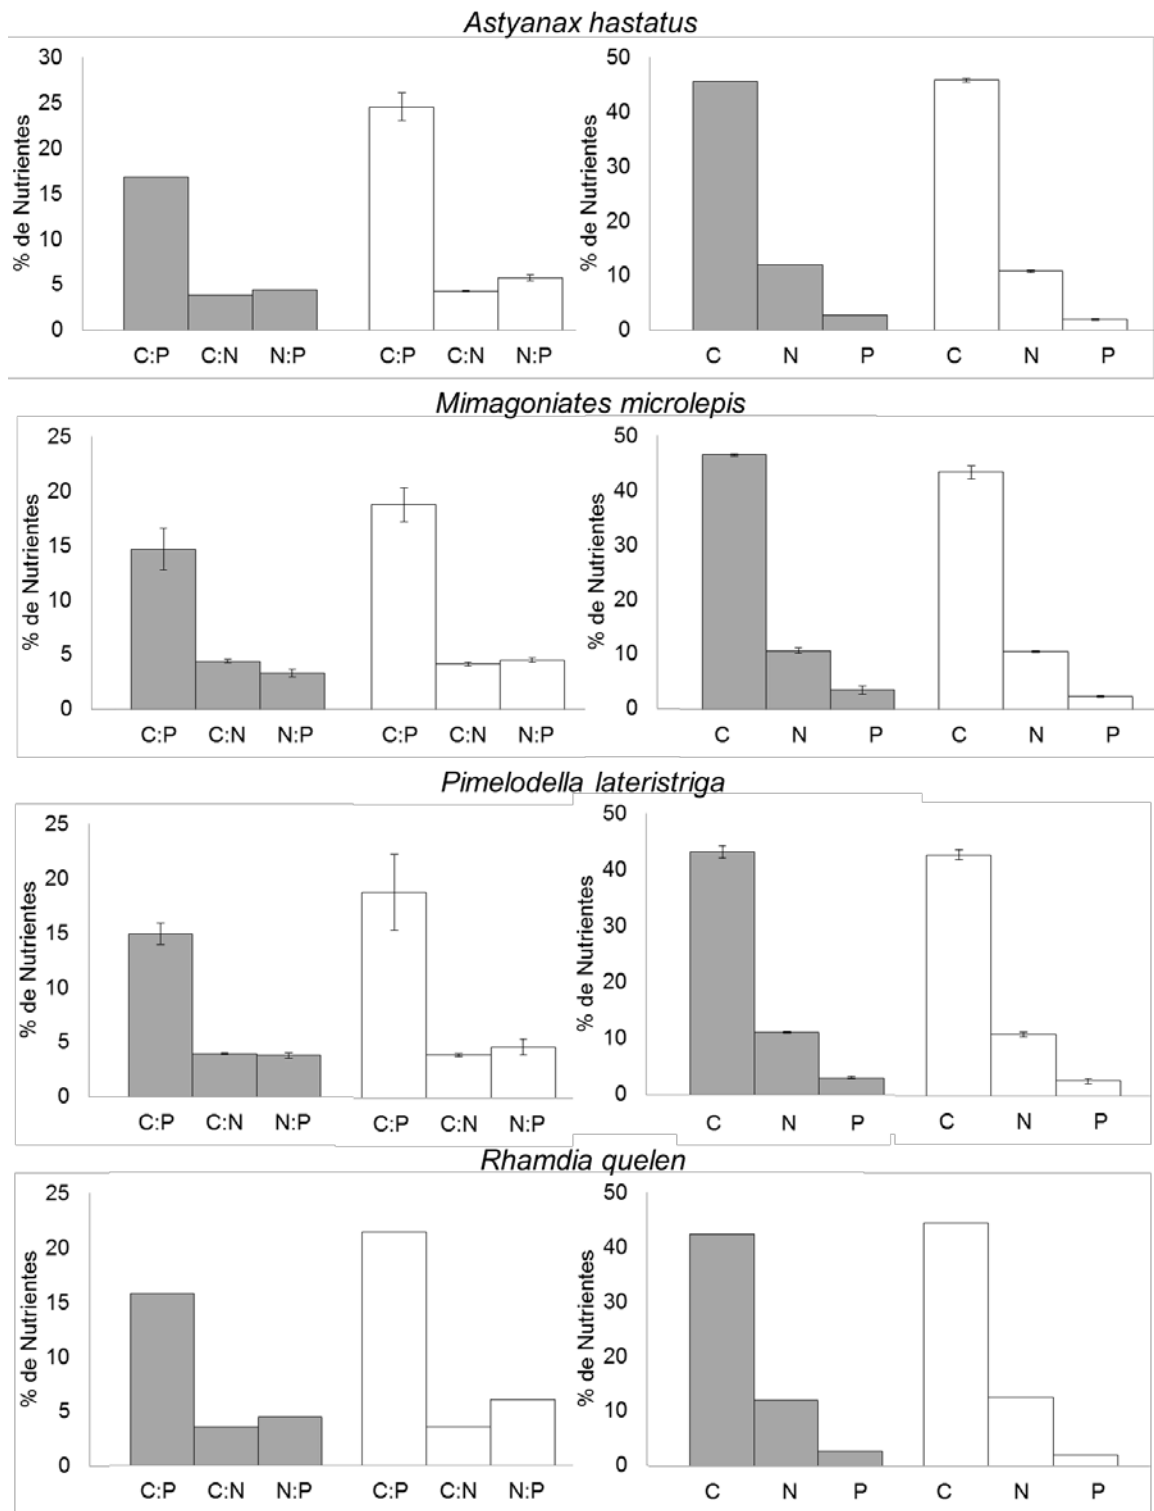 Astyanax hastatus
% de Nutrientes
30
25
20
15
10
5
0
C:P C:N N:P C:P C:N N:P
% de Nutrientes
50
40
30
20
10
0
C N P C N P
Mimagoniates microlepis
% de Nutrientes
25
20
15
10
5
0
C:P C:N N:P C:P C:N N:P
% de Nutrientes
50
40
30
20
10
0
C N P C N P
Pimelodella lateristriga
% de Nutrientes
25
20
15
10
5
0
C:P C:N N:P C:P C:N N:P
% de Nutrientes
50
40
30
20
10
0
C N P C N P
Rhamdia quelen
% de Nutrientes
25
20
15
10
5
0
C:P C:N N:P C:P C:N N:P
% de Nutrientes
50
40
30
20
10
0
C N P C N P